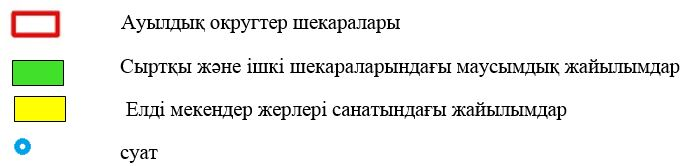 Ауылдық округтер шекаралары
Сыртқы және ішкі шекараларындағы маусымдық жайылымдар
Елді мекендер жерлері санатындағы жайылымдар
суат